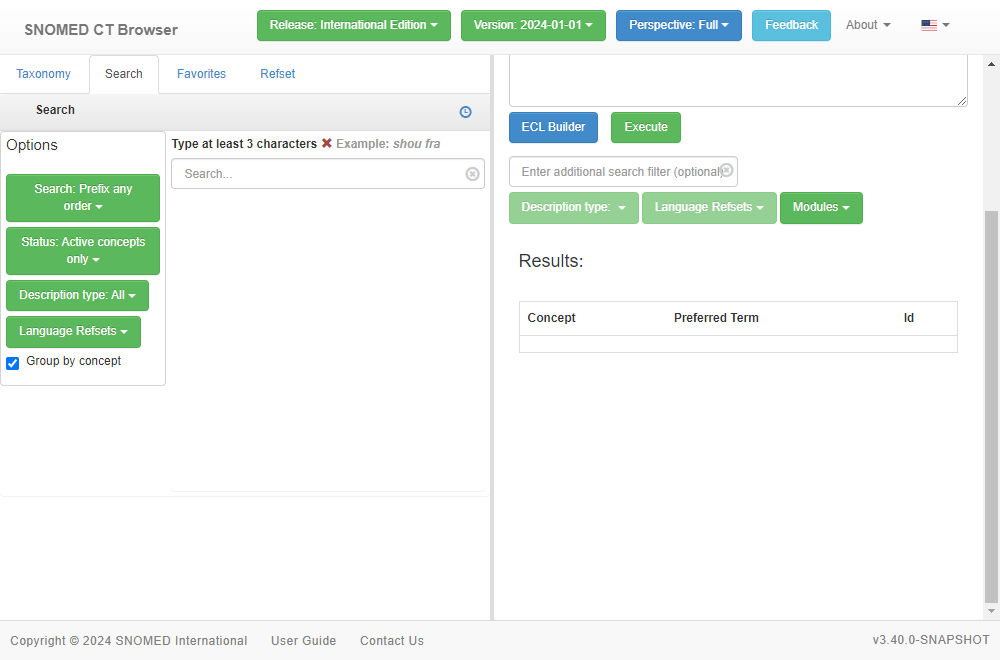 SNOMED CT Browser
Release: International Edition
Version: 2024-01-01
Perspective: Full
Feedback
About
Taxonomy
Search
Favorites
Refset
Search
Options
Search: Prefix any
order
Status: Active concepts
only
Description type: All
Language Refsets
Group by concept
Type at least 3 characters Example: shou fra
Search...
ECL Builder
Execute
Enter additional search filter (optional)
Description type:
Language Refsets
Modules
Results:
Concept Preferred Term Id
Copyright © 2024 SNOMED International
User Guide
Contact Us
v3.40.0-SNAPSHOT